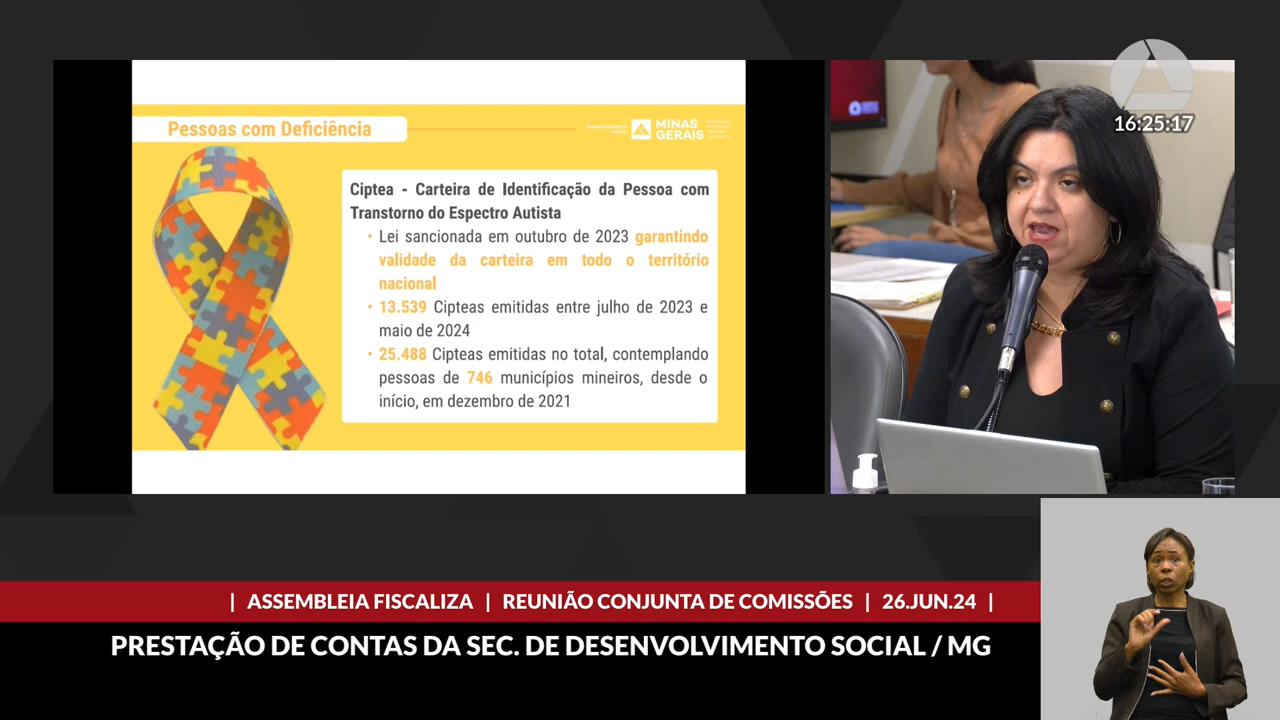 Pessoas com Deficiência
MINAS
GERAIS
16:25:17
Ciptea - Carteira de Identificação da Pessoa com
Transtorno do Espectro Autista
• Lei sancionada em outubro de 2023 garantindo
validade da carteira em todo o território
nacional
• 13.539 Cipteas emitidas entre julho de 2023 e
maio de 2024
• 25.488 Cipteas emitidas no total, contemplando
pessoas de 746 municípios mineiros, desde o
início, em dezembro de 2021
| ASSEMBLEIA FISCALIZA | REUNIÃO CONJUNTA DE COMISSÕES | 26.JUN.24 |
PRESTAÇÃO DE CONTAS DA SEC. DE DESENVOLVIMENTO SOCIAL / MG